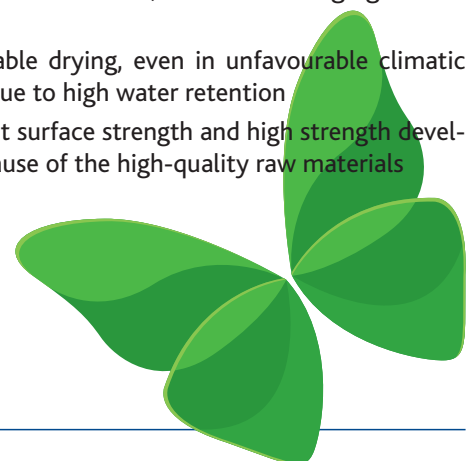 able drying, even in unfavourable climatic
ue to high water retention
t surface strength and high strength devel-
ause of the high-quality raw materials